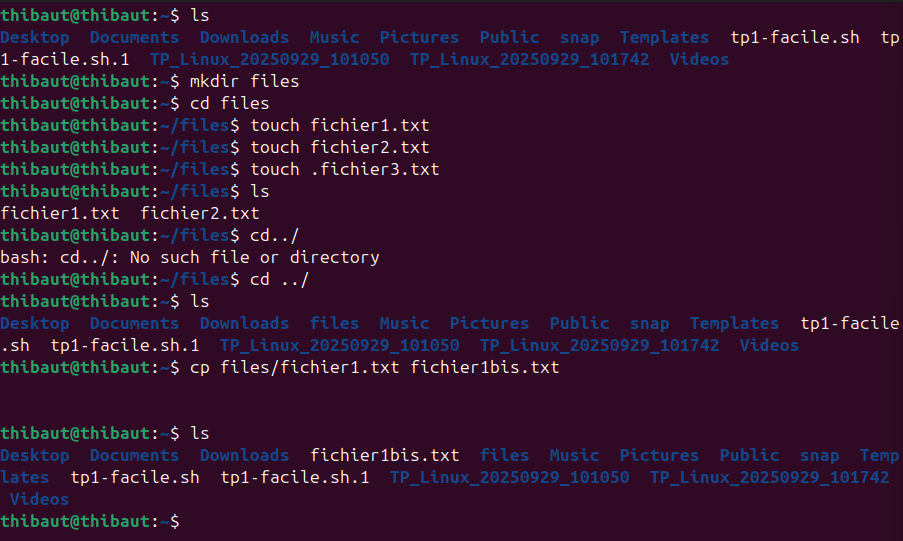 thibaut@thibaut:~$ ls
Desktop  Documents  Downloads  Music  Pictures  Public  snap  Templates  tp1-facile.sh  tp
1-facile.sh.1  TP_Linux_20250929_101050  TP_Linux_20250929_101742  Videos
thibaut@thibaut:~$ mkdir files
thibaut@thibaut:~$ cd files
thibaut@thibaut:~/files$ touch fichier1.txt
thibaut@thibaut:~/files$ touch fichier2.txt
thibaut@thibaut:~/files$ touch .fichier3.txt
thibaut@thibaut:~/files$ ls
fichier1.txt  fichier2.txt
thibaut@thibaut:~/files$ cd../
bash: cd../: No such file or directory
thibaut@thibaut:~/files$ cd ../
thibaut@thibaut:~$ ls
Desktop  Documents  Downloads  files  Music  Pictures  Public  snap  Templates  tp1-facile
.sh  tp1-facile.sh.1  TP_Linux_20250929_101050  TP_Linux_20250929_101742  Videos
thibaut@thibaut:~$ cp files/fichier1.txt fichier1bis.txt
thibaut@thibaut:~$ ls
Desktop  Documents  Downloads  fichier1bis.txt  files  Music  Pictures  Public  snap  Temp
lates  tp1-facile.sh  tp1-facile.sh.1  TP_Linux_20250929_101050  TP_Linux_20250929_101742
 Videos
thibaut@thibaut:~$